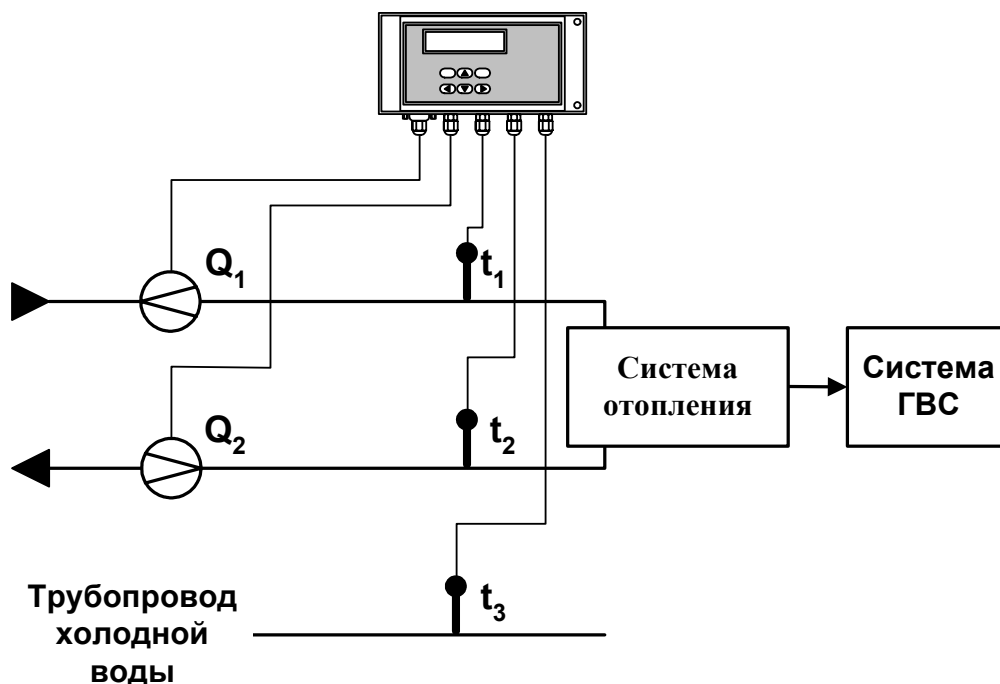 Q1
t1
Система
отопления
Система
ГВС
Q2
t2
t3
Трубопровод
холодной
воды